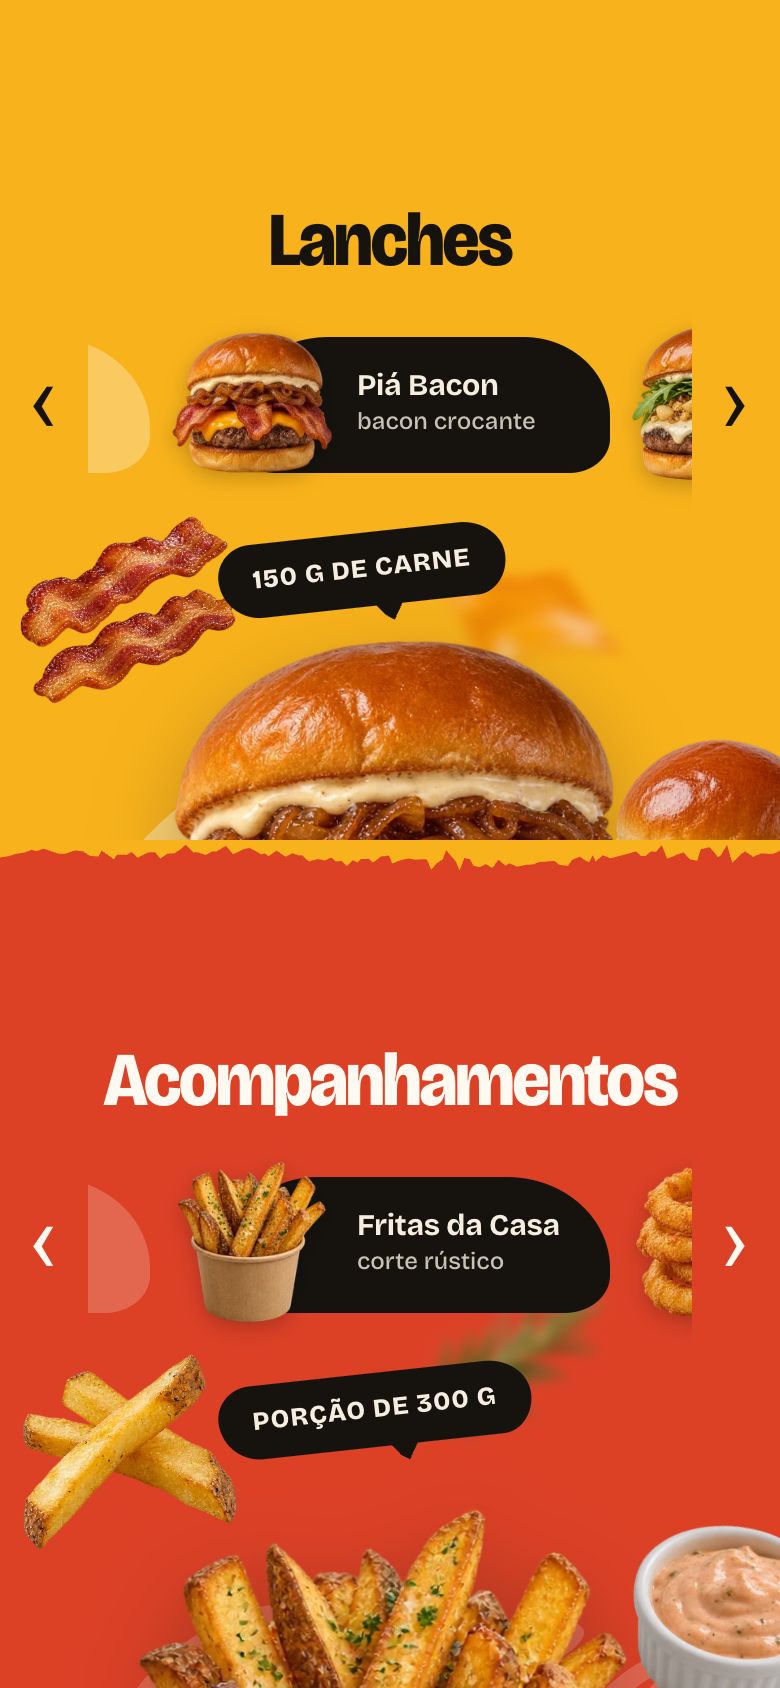 Lanches
Piá Bacon
bacon crocante
150 G DE CARNE
Acompanhamentos
Fritas da Casa
corte rústico
PORÇÃO DE 300 G